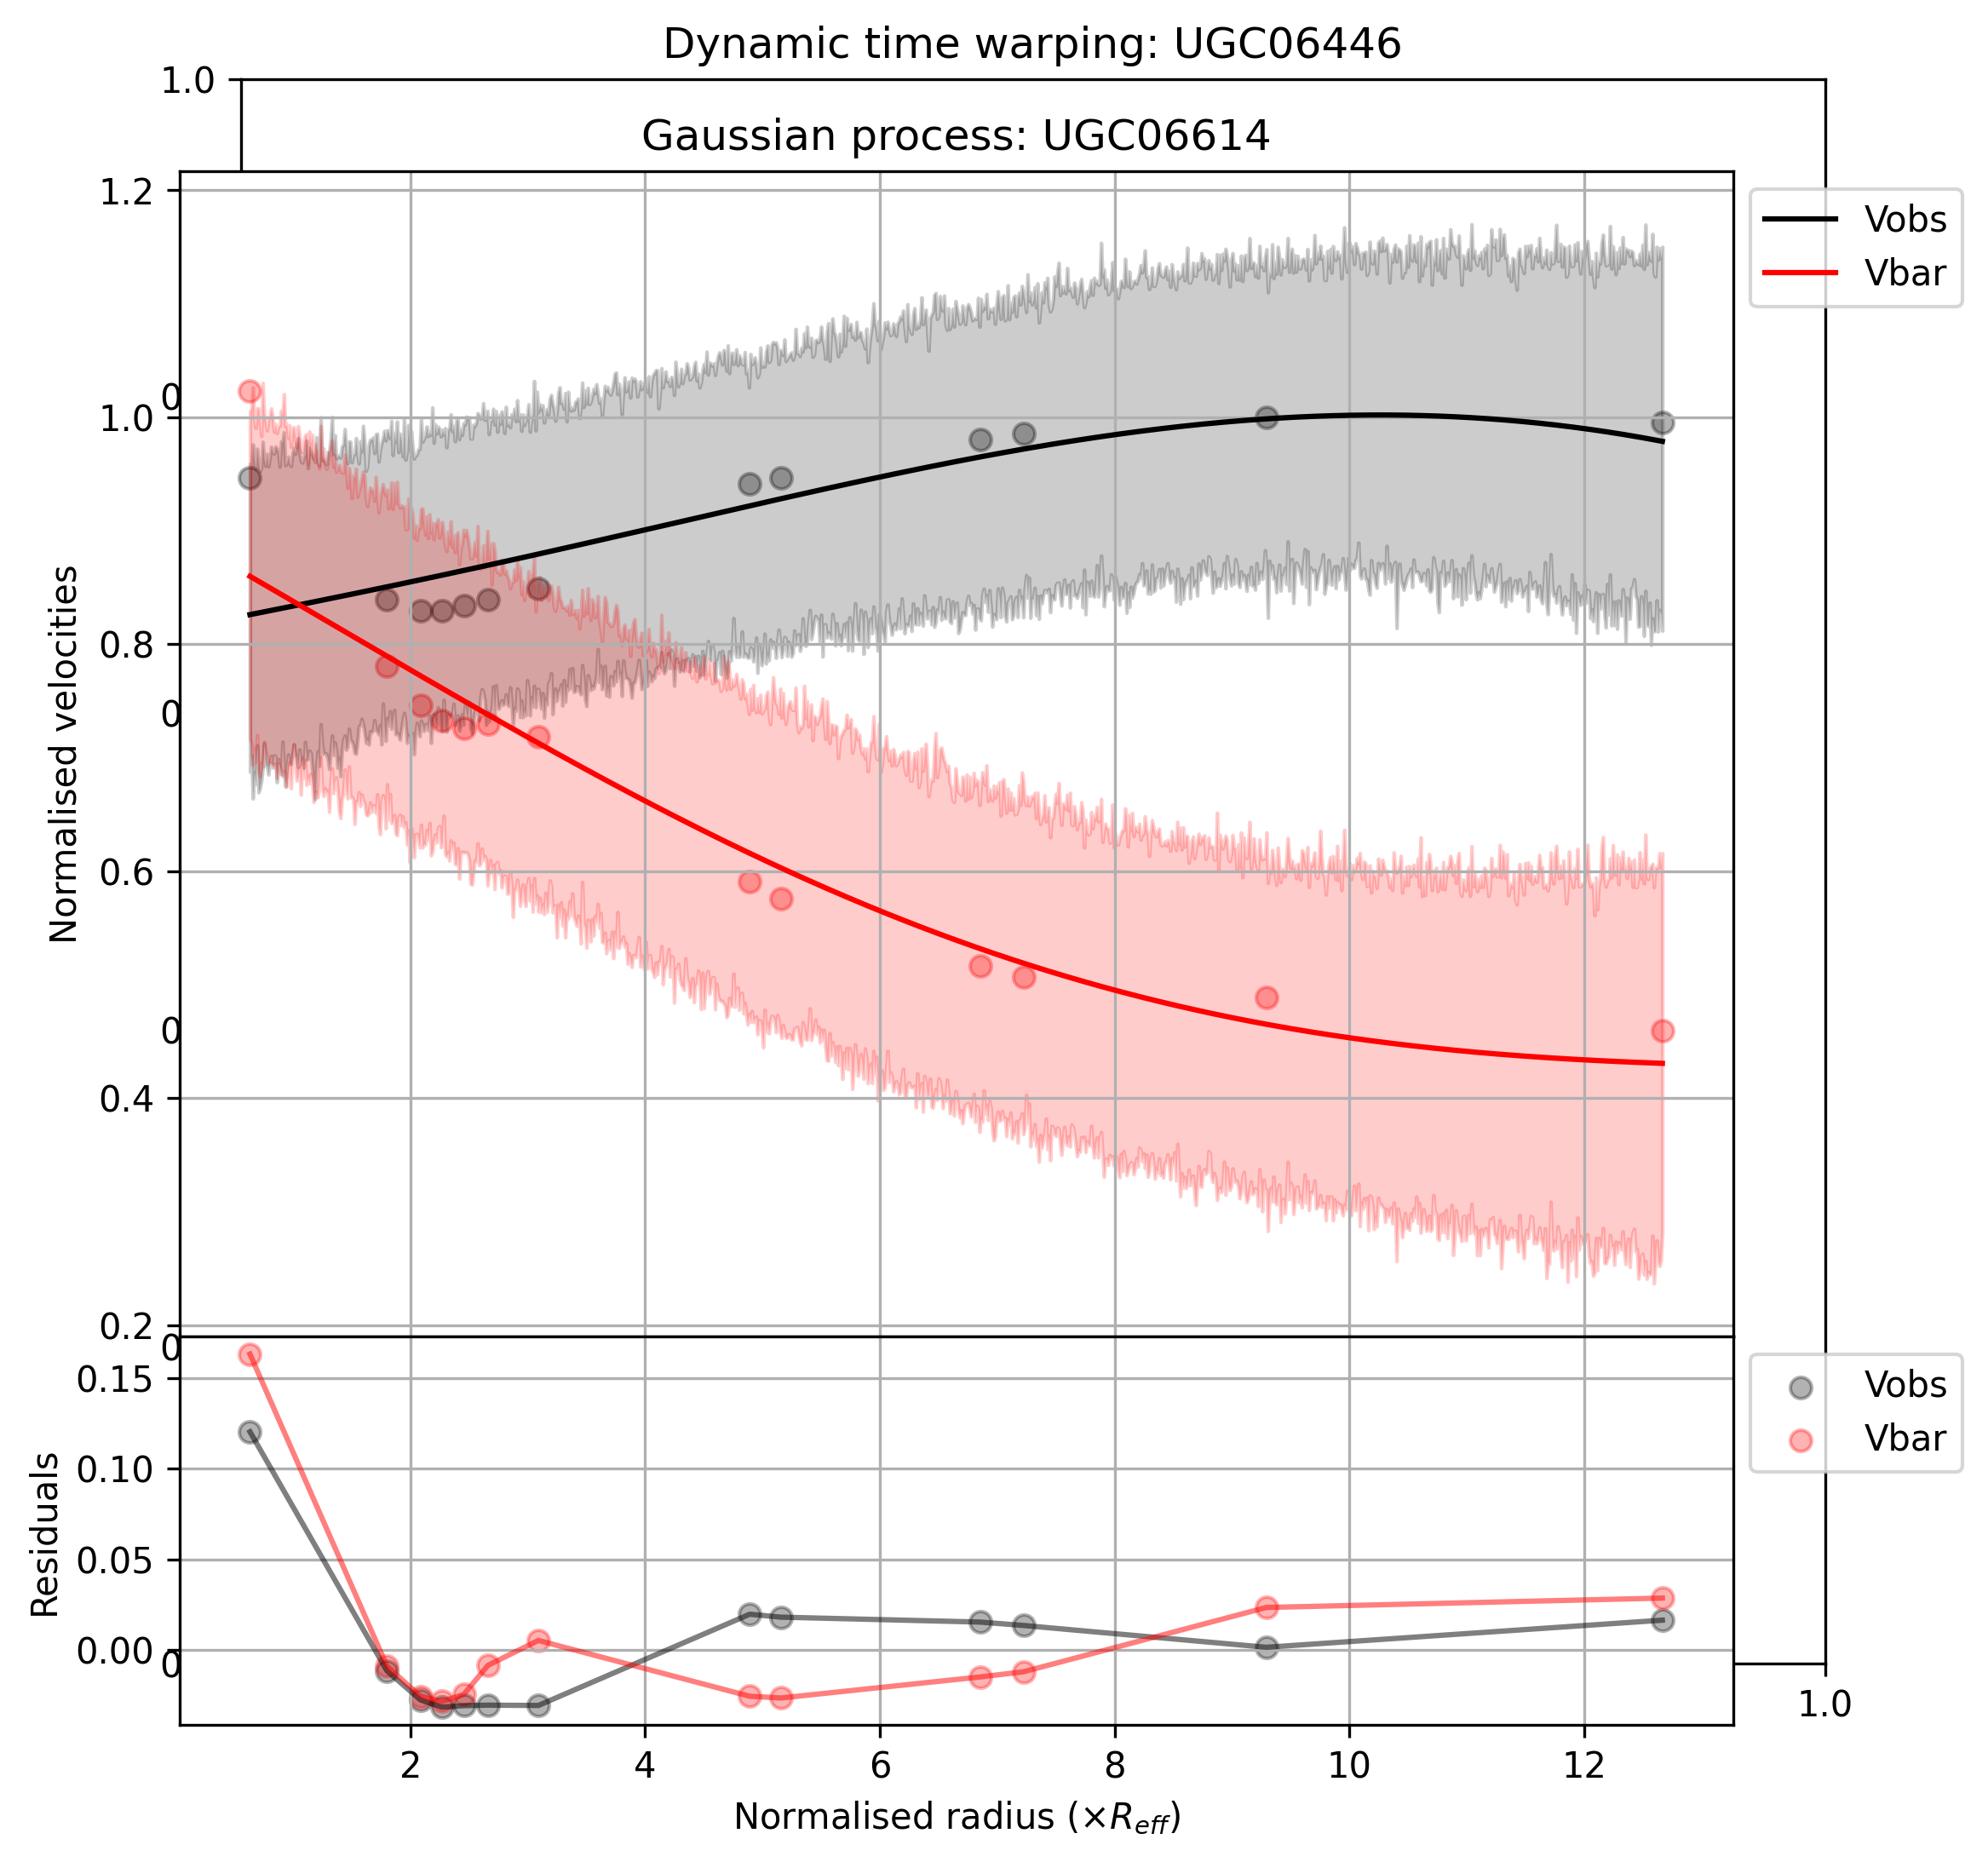 Dynamic time warping: UGC06446
1.0
Gaussian process: UGC06614
1.2
1.0
0.8
0.6
0.4
0.2
0
0
0
0
0
Normalised velocities
Vobs
Vbar
0.15
0.10
0.05
0.00
Residuals
Vobs
Vbar
1.0
2 4 6 8 10 12
Normalised radius (×R_eff)